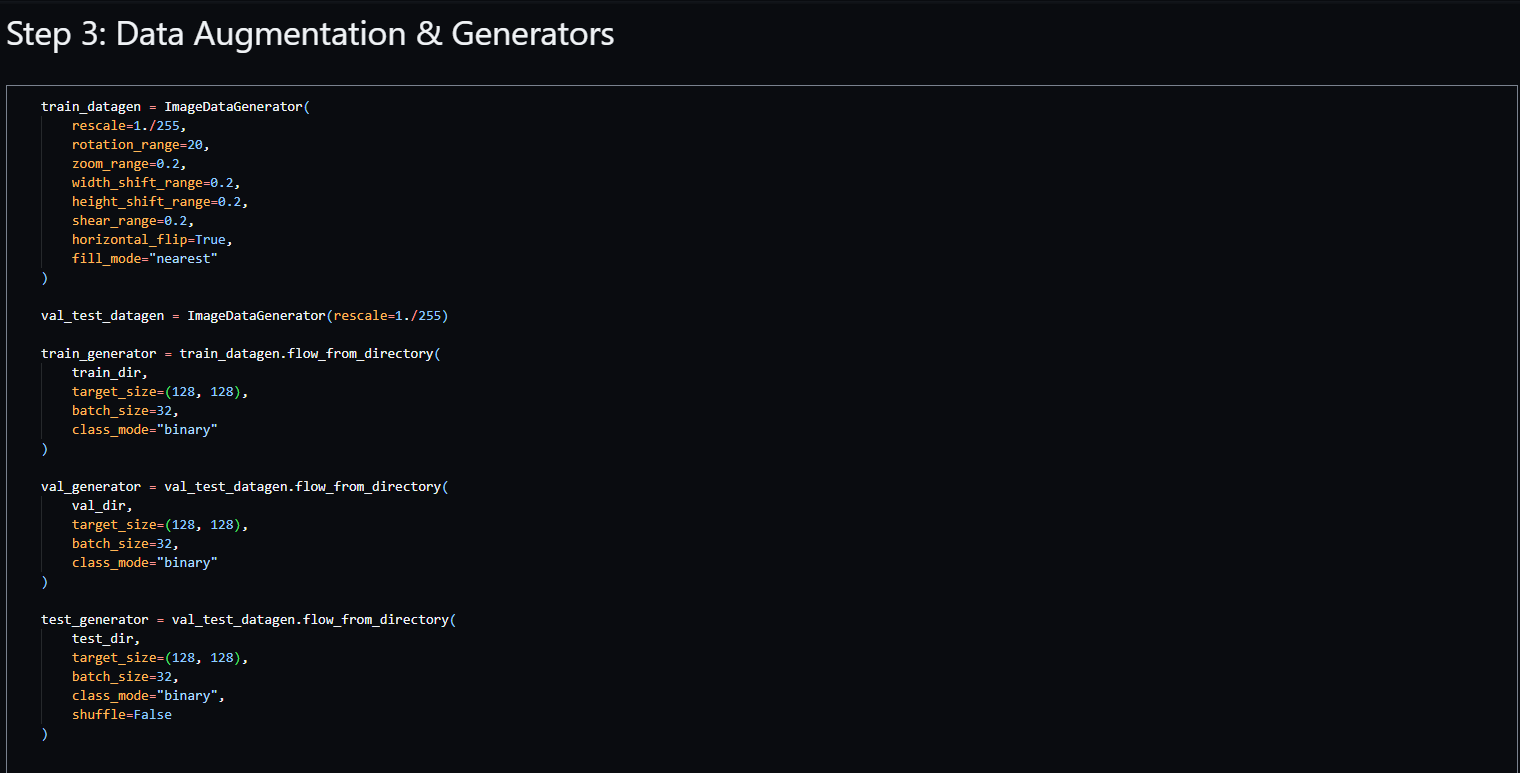 Step 3: Data Augmentation & Generators
train_datagen = ImageDataGenerator(
    rescale=1./255,
    rotation_range=20,
    zoom_range=0.2,
    width_shift_range=0.2,
    height_shift_range=0.2,
    shear_range=0.2,
    horizontal_flip=True,
    fill_mode="nearest"
)
val_test_datagen = ImageDataGenerator(rescale=1./255)
train_generator = train_datagen.flow_from_directory(
    train_dir,
    target_size=(128, 128),
    batch_size=32,
    class_mode="binary"
)
val_generator = val_test_datagen.flow_from_directory(
    val_dir,
    target_size=(128, 128),
    batch_size=32,
    class_mode="binary"
)
test_generator = val_test_datagen.flow_from_directory(
    test_dir,
    target_size=(128, 128),
    batch_size=32,
    class_mode="binary",
    shuffle=False
)